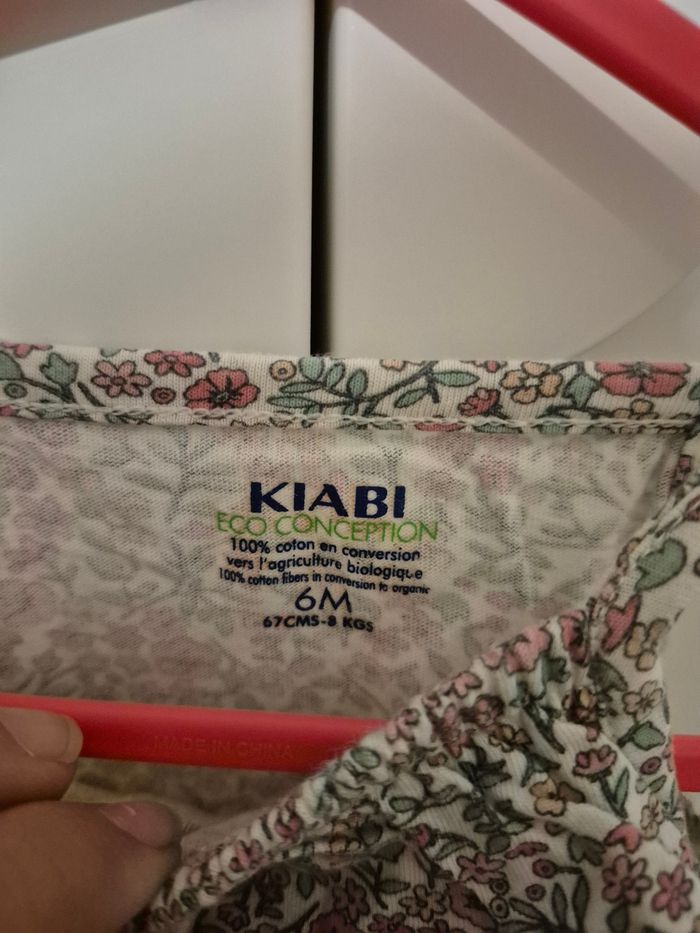 KIABI
ECO CONCEPTION
100% coton en conversion
vers l'agriculture biologique
100% cotton fibers in conversion to organic
6M
67CMS-8 KGS
MADE IN CHINA